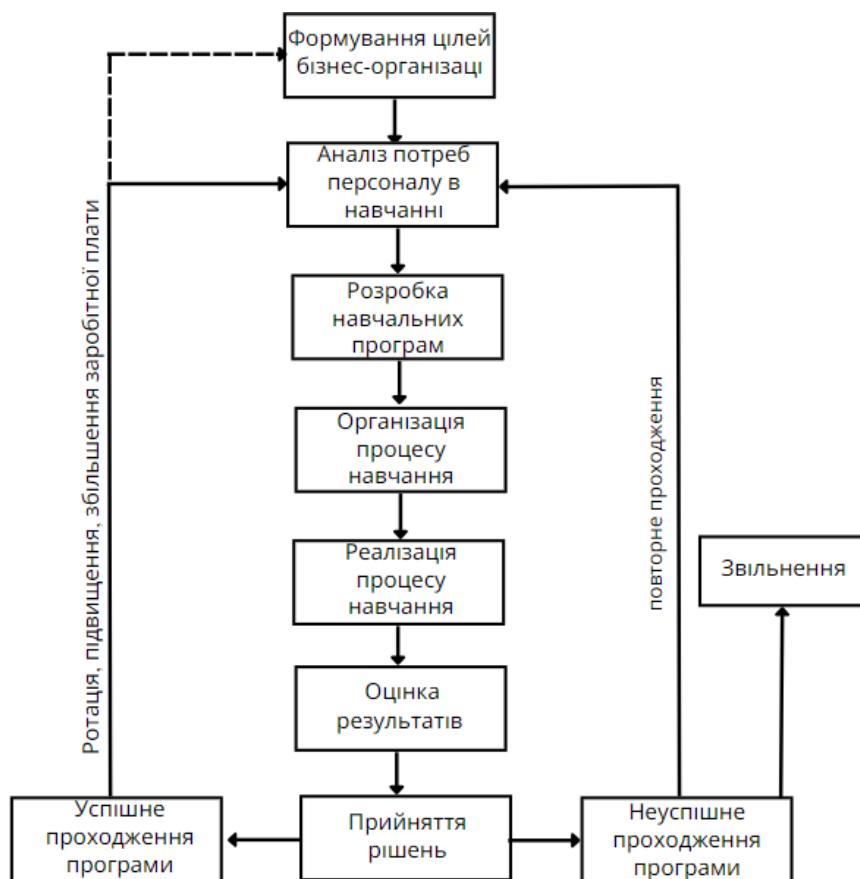 Формування цілей
бізнес-організаці
Аналіз потреб
персоналу в
навчанні
Розробка
навчальних
програм
Організація
процесу
навчання
Реалізація
процесу
навчання
Звільнення
Оцінка
результатів
Ротація, підвищення, збільшення заробітної плати
повторне проходження
Успішне
проходження
програми
Прийняття
рішень
Неуспішне
проходження
програми